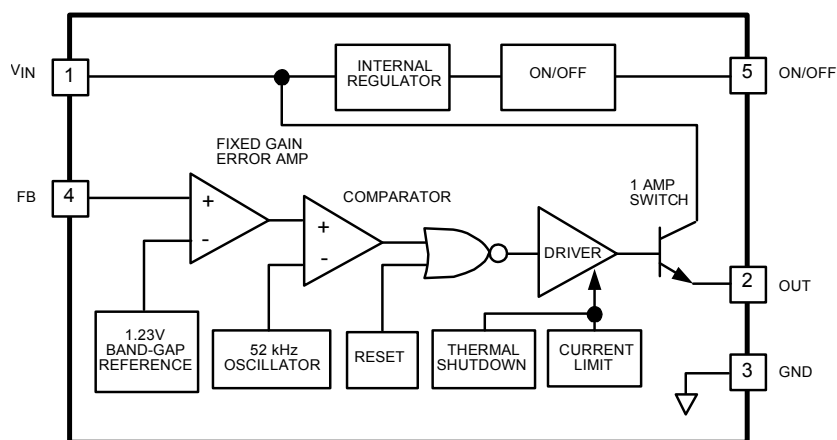 VIN
1
INTERNAL
REGULATOR
ON/OFF
5
ON/OFF
FIXED GAIN
ERROR AMP
FB
4
+
-
COMPARATOR
+
-
1 AMP
SWITCH
DRIVER
2
OUT
1.23V
BAND-GAP
REFERENCE
52 kHz
OSCILLATOR
RESET
THERMAL
SHUTDOWN
CURRENT
LIMIT
3
GND